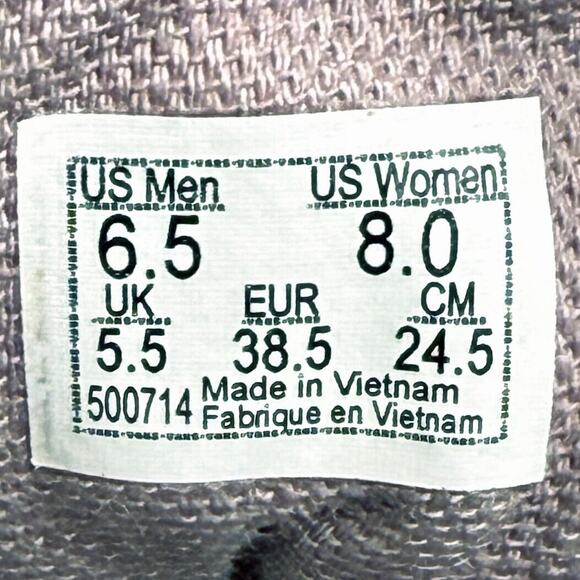 US Men US Women
6.5 8.0
UK EUR CM
5.5 38.5 24.5
500714 Made in Vietnam
Fabrique en Vietnam